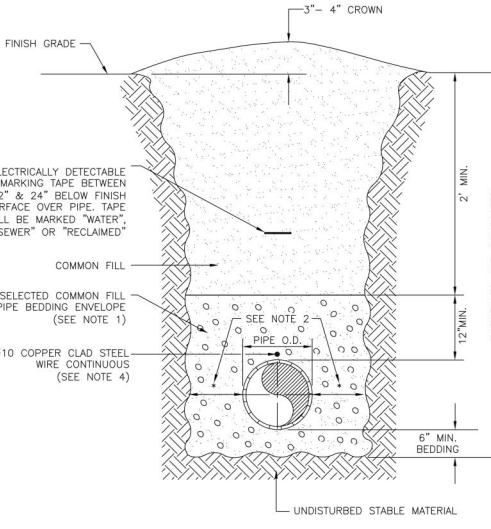 3"- 4" CROWN
FINISH GRADE
LECTRICALLY DETECTABLE
MARKING TAPE BETWEEN
2" & 24" BELOW FINISH
RFACE OVER PIPE. TAPE
LL BE MARKED "WATER",
SEWER" OR "RECLAIMED"
2' MIN.
COMMON FILL
SELECTED COMMON FILL
PIPE BEDDING ENVELOPE
(SEE NOTE 1)
SEE NOTE 2
PIPE O.D.
12"MIN.
10 COPPER CLAD STEEL
WIRE CONTINUOUS
(SEE NOTE 4)
* *
6" MIN.
BEDDING
UNDISTURBED STABLE MATERIAL